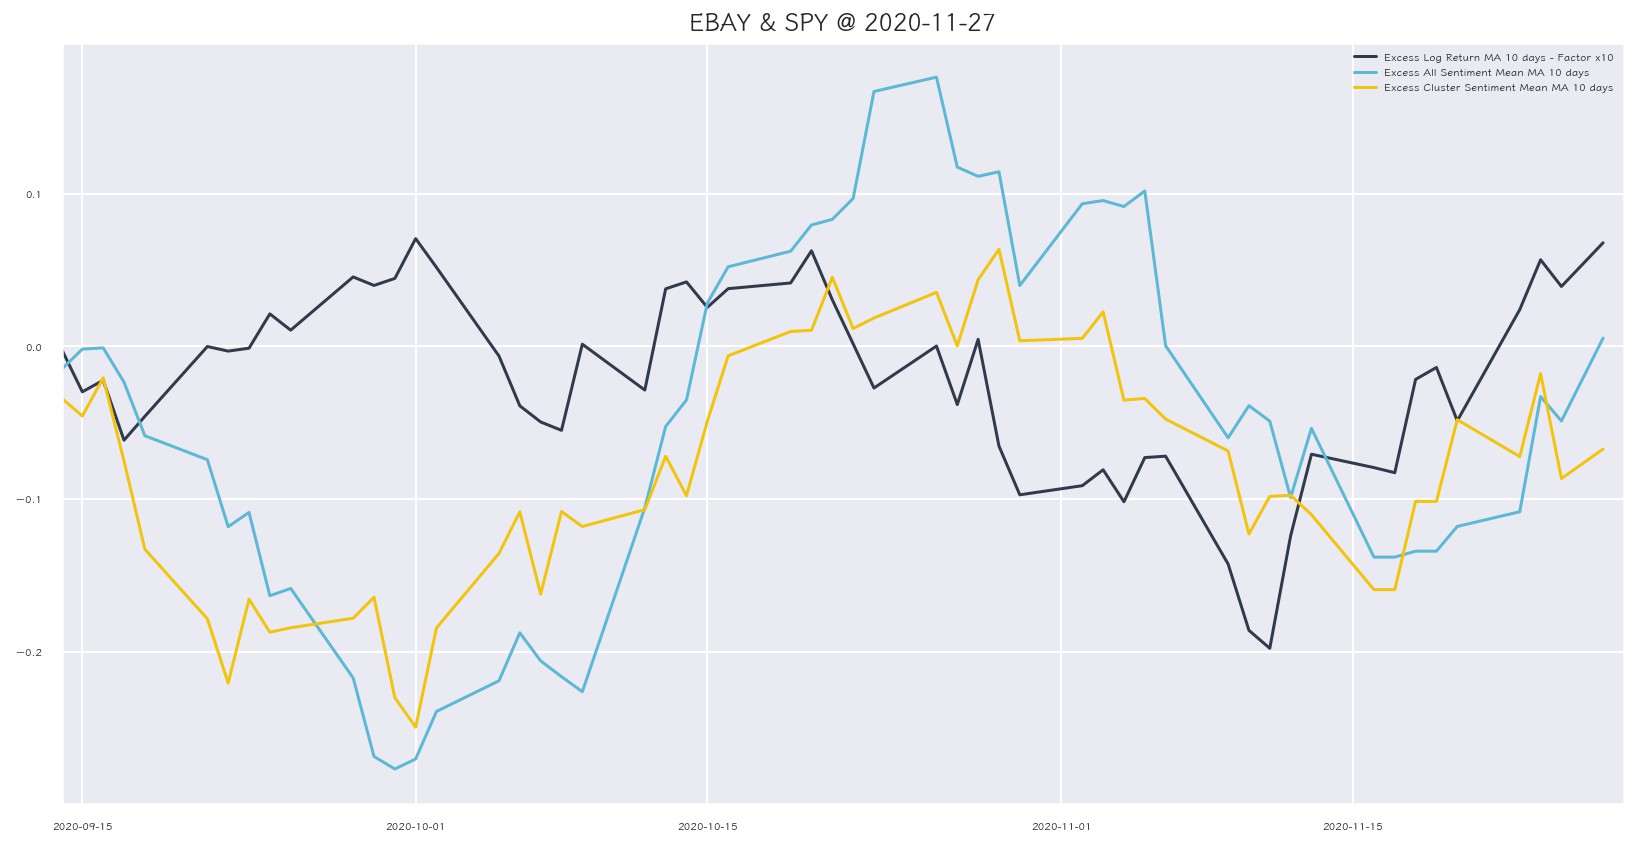 EBAY & SPY @ 2020-11-27
Excess Log Return MA 10 days - Factor x10
Excess All Sentiment Mean MA 10 days
Excess Cluster Sentiment Mean MA 10 days
0.1
0.0
−0.1
−0.2
2020-09-15 2020-10-01 2020-10-15 2020-11-01 2020-11-15